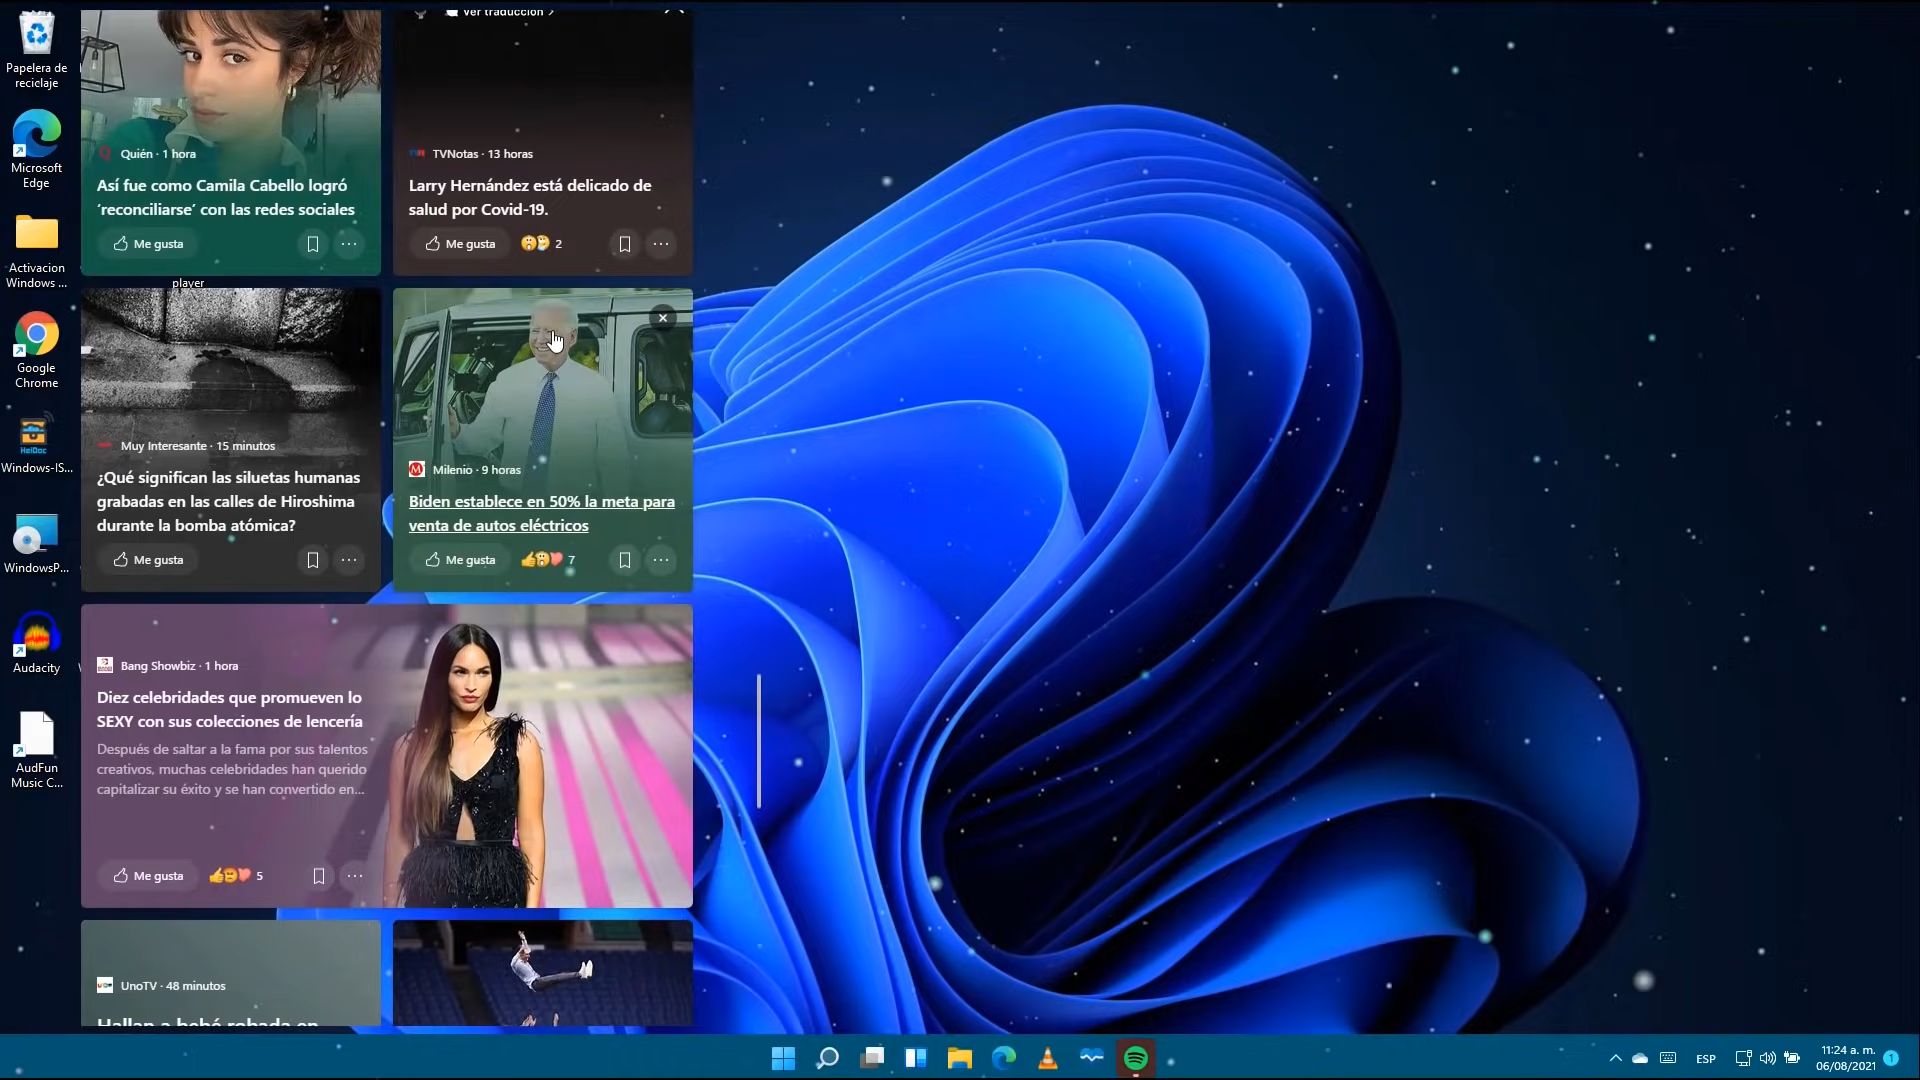 Papelera de
reciclaje
Microsoft
Edge
Activacion
Windows ...
Google
Chrome
HeiDoc
Windows-IS...
WindowsP...
Audacity
AudFun
Music C...
player
Quién · 1 hora
Así fue como Camila Cabello logró
‘reconciliarse’ con las redes sociales
Me gusta
Ver traducción
TVNotas · 13 horas
Larry Hernández está delicado de
salud por Covid-19.
Me gusta
2
Muy Interesante · 15 minutos
¿Qué significan las siluetas humanas
grabadas en las calles de Hiroshima
durante la bomba atómica?
Me gusta
Milenio · 9 horas
Biden establece en 50% la meta para
venta de autos eléctricos
Me gusta
7
Bang Showbiz · 1 hora
Diez celebridades que promueven lo
SEXY con sus colecciones de lencería
Después de saltar a la fama por sus talentos
creativos, muchas celebridades han querido
capitalizar su éxito y se han convertido en...
Me gusta
5
UnoTV · 48 minutos
Hallan a bebé robada en
ESP
11:24 a. m.
06/08/2021
1